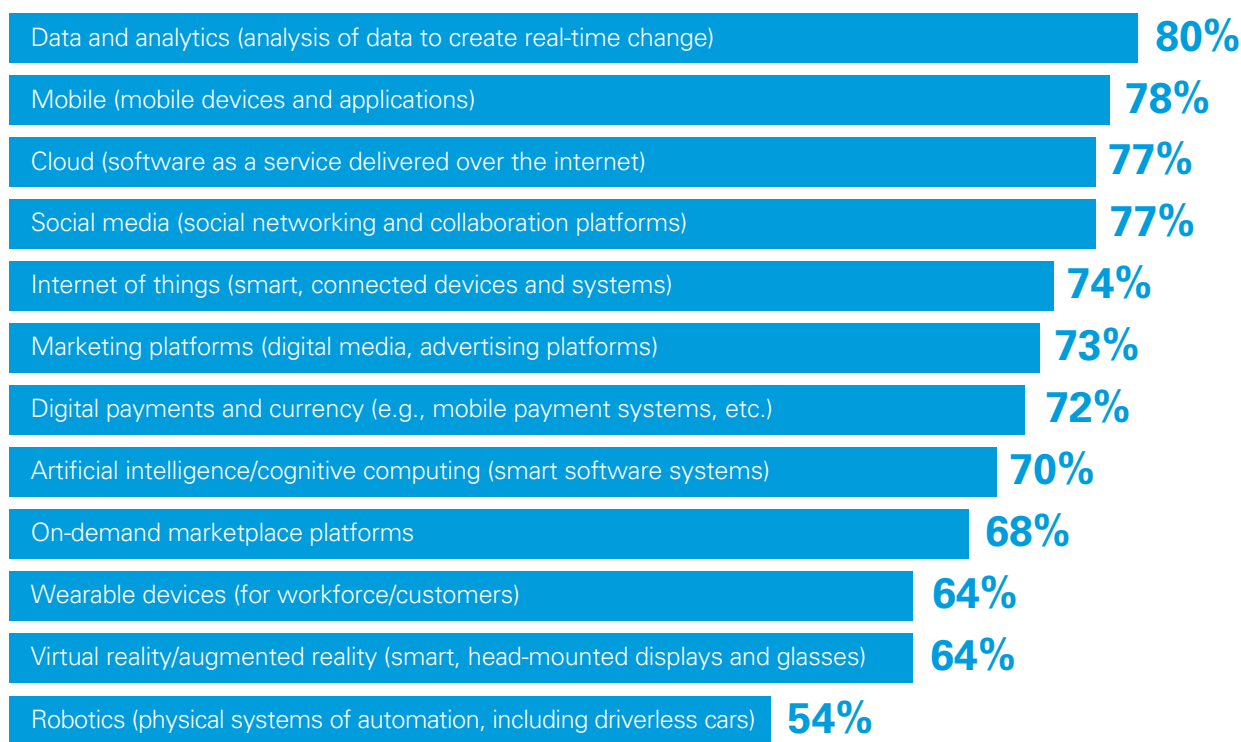 Data and analytics (analysis of data to create real-time change) 80%
Mobile (mobile devices and applications) 78%
Cloud (software as a service delivered over the internet) 77%
Social media (social networking and collaboration platforms) 77%
Internet of things (smart, connected devices and systems) 74%
Marketing platforms (digital media, advertising platforms) 73%
Digital payments and currency (e.g., mobile payment systems, etc.) 72%
Artificial intelligence/cognitive computing (smart software systems) 70%
On-demand marketplace platforms 68%
Wearable devices (for workforce/customers) 64%
Virtual reality/augmented reality (smart, head-mounted displays and glasses) 64%
Robotics (physical systems of automation, including driverless cars) 54%